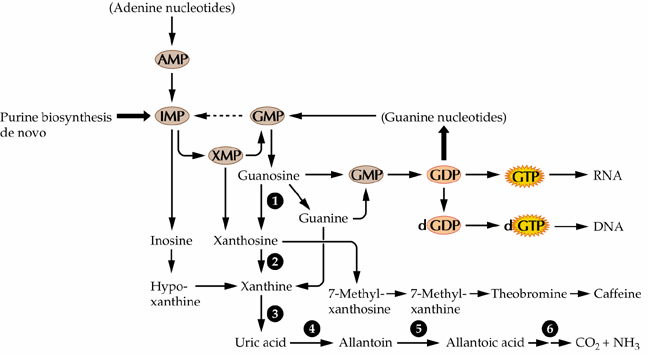 (Adenine nucleotides)
AMP
Purine biosynthesis
de novo
IMP
GMP
(Guanine nucleotides)
XMP
Guanosine
GMP
GDP
GTP
RNA
1
Guanine
dGDP
dGTP
DNA
Inosine
Xanthosine
2
Hypo-
xanthine
Xanthine
7-Methyl-
xanthosine
7-Methyl-
xanthine
Theobromine
Caffeine
3
Uric acid
4
Allantoin
5
Allantoic acid
6
CO2 + NH3